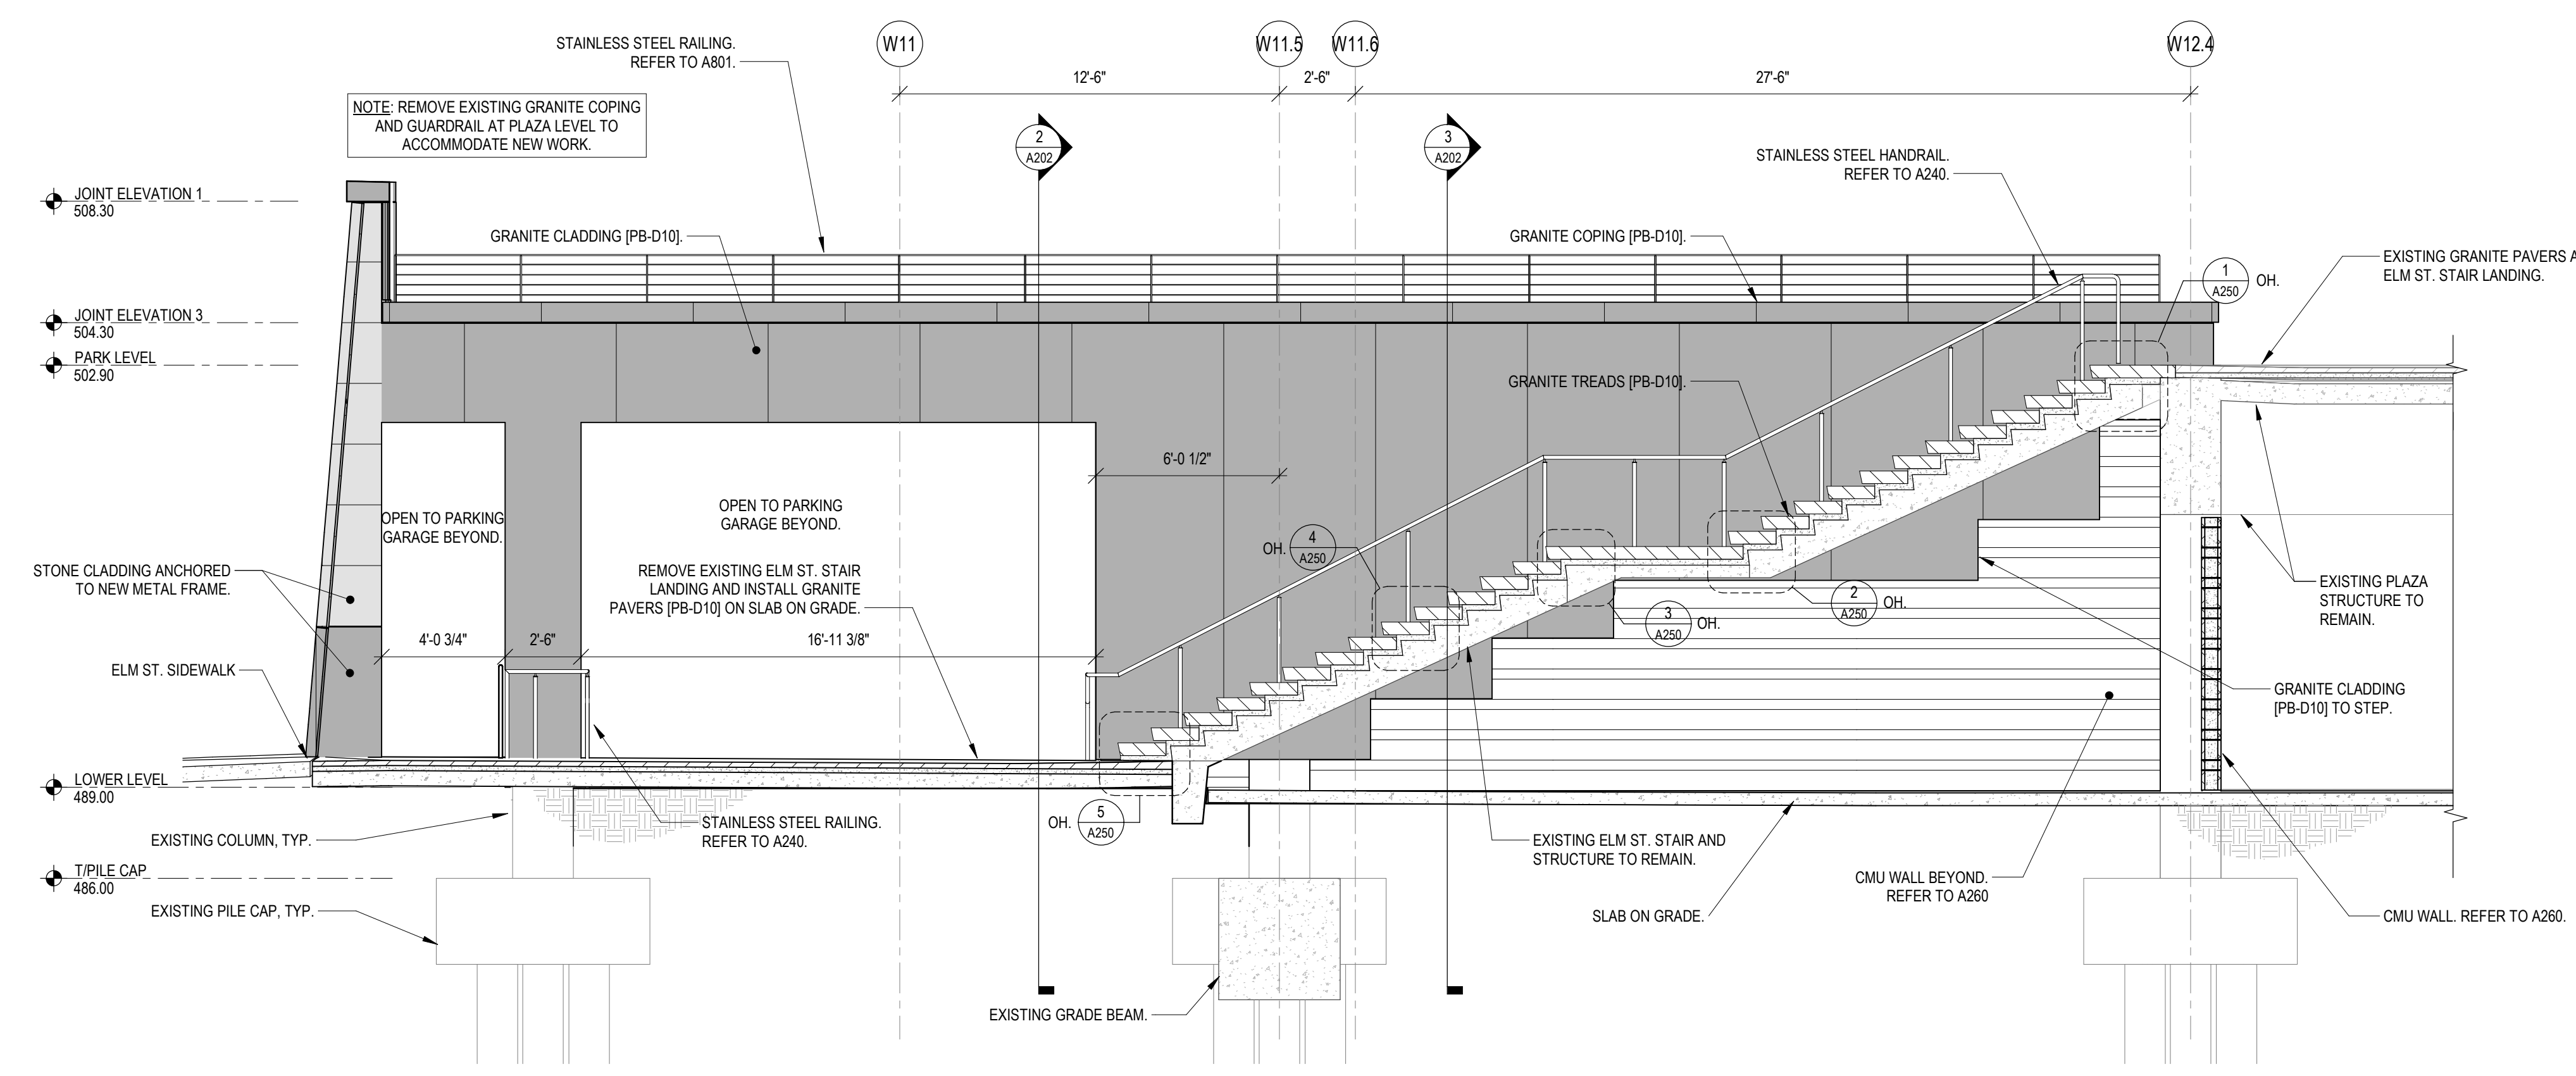 W11
W11.5
W11.6
W12.4
STAINLESS STEEL RAILING.
REFER TO A801.
12'-6"
2'-6"
27'-6"
NOTE: REMOVE EXISTING GRANITE COPING
AND GUARDRAIL AT PLAZA LEVEL TO
ACCOMMODATE NEW WORK.
2
A202
3
A202
STAINLESS STEEL HANDRAIL.
REFER TO A240.
JOINT ELEVATION 1
508.30
GRANITE CLADDING [PB-D10].
GRANITE COPING [PB-D10].
EXISTING GRANITE PAVERS A
ELM ST. STAIR LANDING.
1
A250
OH.
JOINT ELEVATION 3
504.30
PARK LEVEL
502.90
GRANITE TREADS [PB-D10].
6'-0 1/2"
OPEN TO PARKING
GARAGE BEYOND.
OPEN TO PARKING
GARAGE BEYOND.
OH.
4
A250
STONE CLADDING ANCHORED
TO NEW METAL FRAME.
REMOVE EXISTING ELM ST. STAIR
LANDING AND INSTALL GRANITE
PAVERS [PB-D10] ON SLAB ON GRADE.
EXISTING PLAZA
STRUCTURE TO
REMAIN.
2
A250
OH.
3
A250
OH.
4'-0 3/4"
2'-6"
16'-11 3/8"
ELM ST. SIDEWALK
GRANITE CLADDING
[PB-D10] TO STEP.
LOWER LEVEL
489.00
OH.
5
A250
STAINLESS STEEL RAILING.
REFER TO A240.
EXISTING COLUMN, TYP.
EXISTING ELM ST. STAIR AND
STRUCTURE TO REMAIN.
T/PILE CAP
486.00
CMU WALL BEYOND.
REFER TO A260
EXISTING PILE CAP, TYP.
SLAB ON GRADE.
CMU WALL. REFER TO A260.
EXISTING GRADE BEAM.